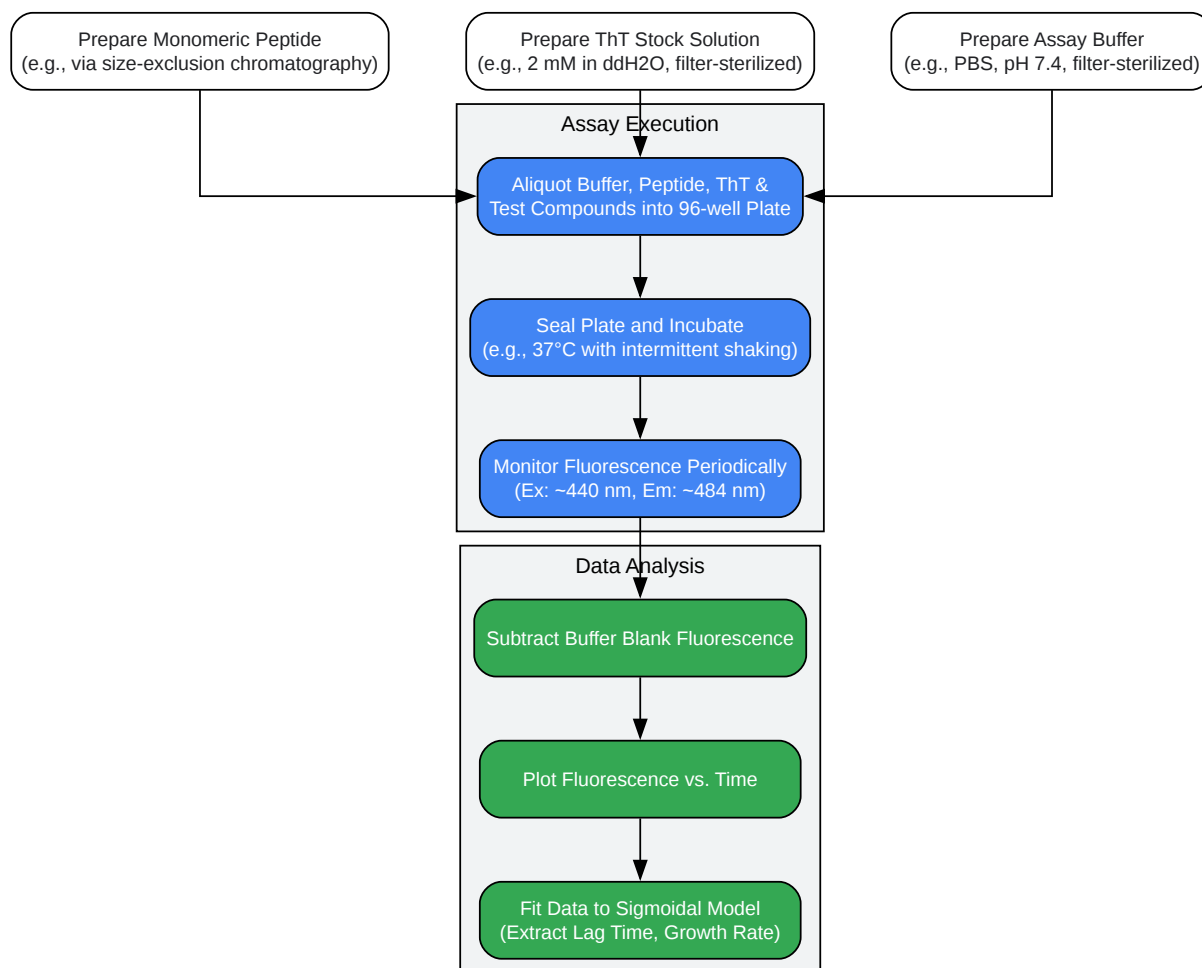 Prepare Monomeric Peptide
(e.g., via size-exclusion chromatography)
Prepare ThT Stock Solution
(e.g., 2 mM in ddH2O, filter-sterilized)
Prepare Assay Buffer
(e.g., PBS, pH 7.4, filter-sterilized)
Assay Execution
Aliquot Buffer, Peptide, ThT &
Test Compounds into 96-well Plate
Seal Plate and Incubate
(e.g., 37°C with intermittent shaking)
Monitor Fluorescence Periodically
(Ex: ~440 nm, Em: ~484 nm)
Data Analysis
Subtract Buffer Blank Fluorescence
Plot Fluorescence vs. Time
Fit Data to Sigmoidal Model
(Extract Lag Time, Growth Rate)